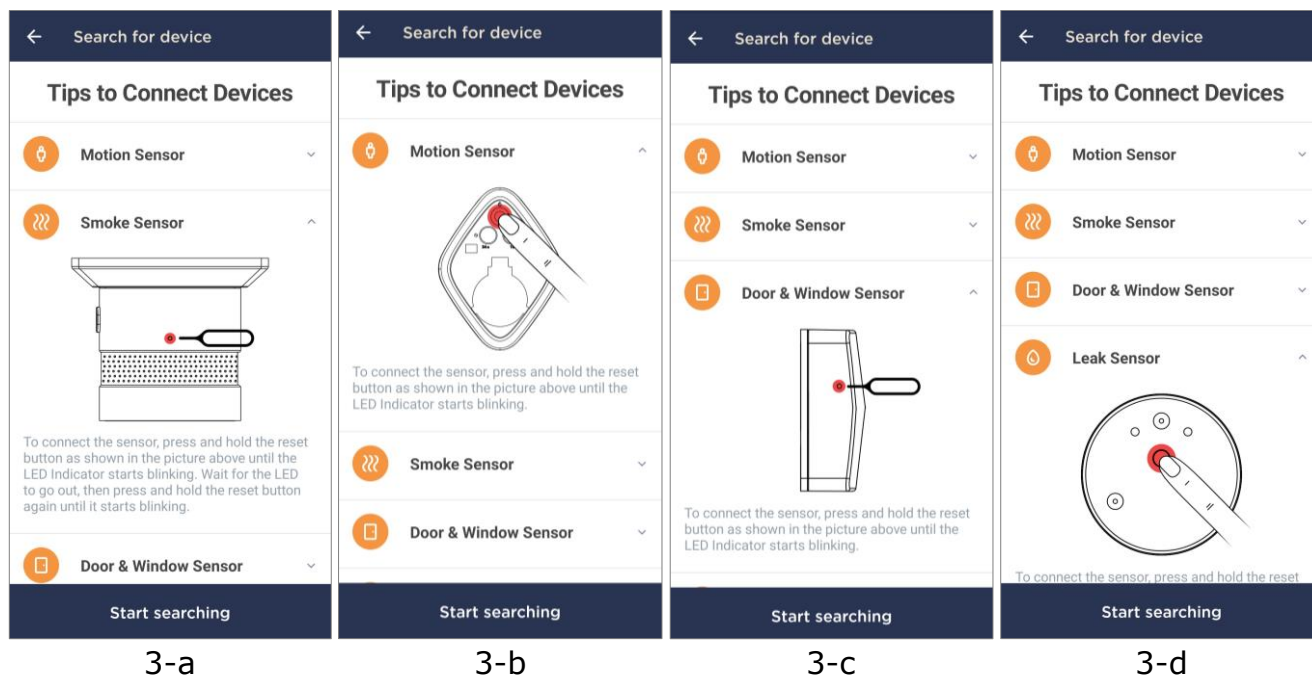 Search for device
Tips to Connect Devices
Motion Sensor
Smoke Sensor
To connect the sensor, press and hold the reset
button as shown in the picture above until the
LED Indicator starts blinking. Wait for the LED
to go out, then press and hold the reset button
again until it starts blinking.
Door & Window Sensor
Start searching
3-a
Search for device
Tips to Connect Devices
Motion Sensor
To connect the sensor, press and hold the reset
button as shown in the picture above until the
LED Indicator starts blinking.
Smoke Sensor
Door & Window Sensor
Start searching
3-b
Search for device
Tips to Connect Devices
Motion Sensor
Smoke Sensor
Door & Window Sensor
To connect the sensor, press and hold the reset
button as shown in the picture above until the
LED Indicator starts blinking.
Start searching
3-c
Search for device
Tips to Connect Devices
Motion Sensor
Smoke Sensor
Door & Window Sensor
Leak Sensor
To connect the sensor, press and hold the reset
Start searching
3-d